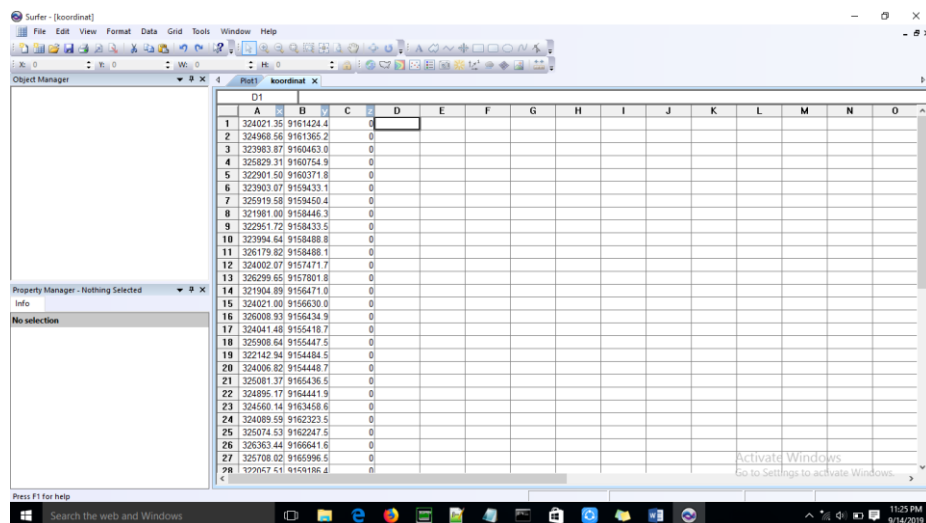 Surfer - [koordinat]
File Edit View Format Data Grid Tools Window Help
X: 0 Y: 0 W: 0 H: 0
Object Manager
Plot1 koordinat X
D1
A x B y C z D E F G H I J K L M N O
1 324021.35 9161424.4 0
2 324968.56 9161365.2 0
3 323983.87 9160463.0 0
4 325829.31 9160754.9 0
5 322901.50 9160371.8 0
6 323903.07 9159433.1 0
7 325919.58 9159450.4 0
8 321981.00 9158446.3 0
9 322951.72 9158433.5 0
10 323994.64 9158488.8 0
11 326179.82 9158488.1 0
12 324002.07 9157471.7 0
13 326299.65 9157801.8 0
14 321904.89 9156471.0 0
15 324021.00 9156630.0 0
16 326008.93 9156434.9 0
17 324041.48 9155418.7 0
18 325908.64 9155447.5 0
19 322142.94 9154484.5 0
20 324006.82 9154448.7 0
21 325081.37 9165436.5 0
22 324895.17 9164441.9 0
23 324560.14 9163458.6 0
24 324089.59 9162323.5 0
25 325074.53 9162247.5 0
26 326363.44 9166641.6 0
27 325708.02 9165996.5 0
28 322057.51 9159186.4 0
Property Manager - Nothing Selected
Info
No selection
Activate Windows
Go to Settings to activate Windows.
Press F1 for help
Search the web and Windows
11:25 PM
9/14/2019